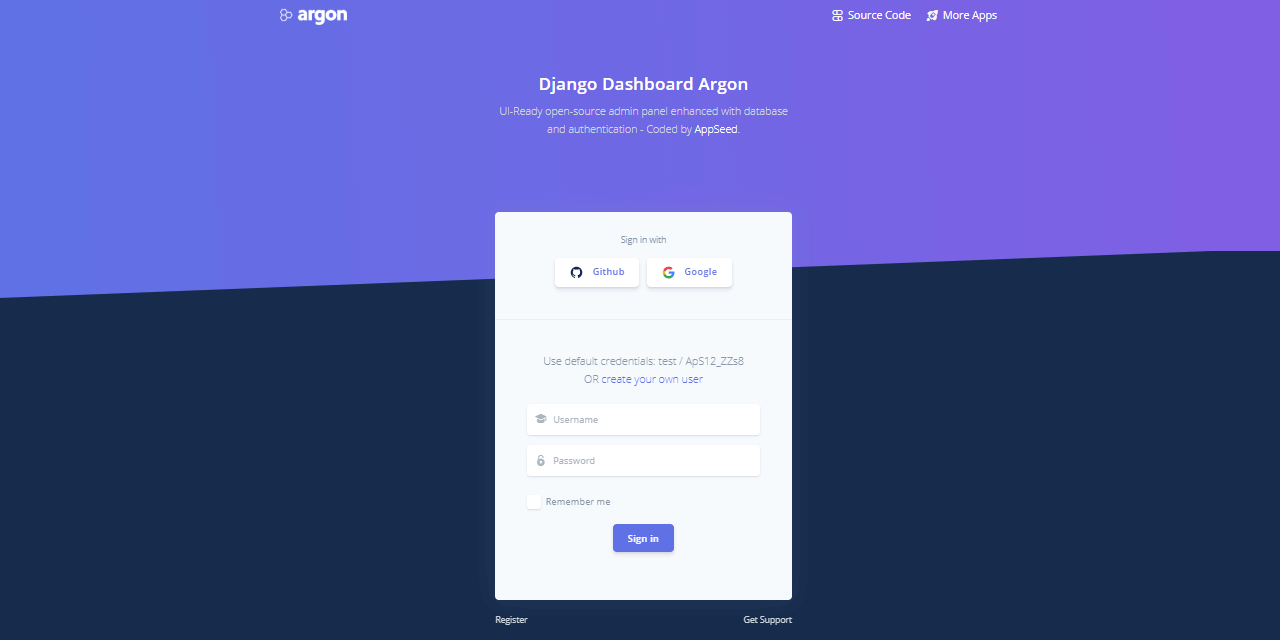 argon
Source Code
More Apps
Django Dashboard Argon
UI-Ready open-source admin panel enhanced with database
and authentication - Coded by AppSeed.
Sign in with
Github
Google
Use default credentials: test / ApS12_ZZs8
OR create your own user
Username
Password
Remember me
Sign in
Register
Get Support